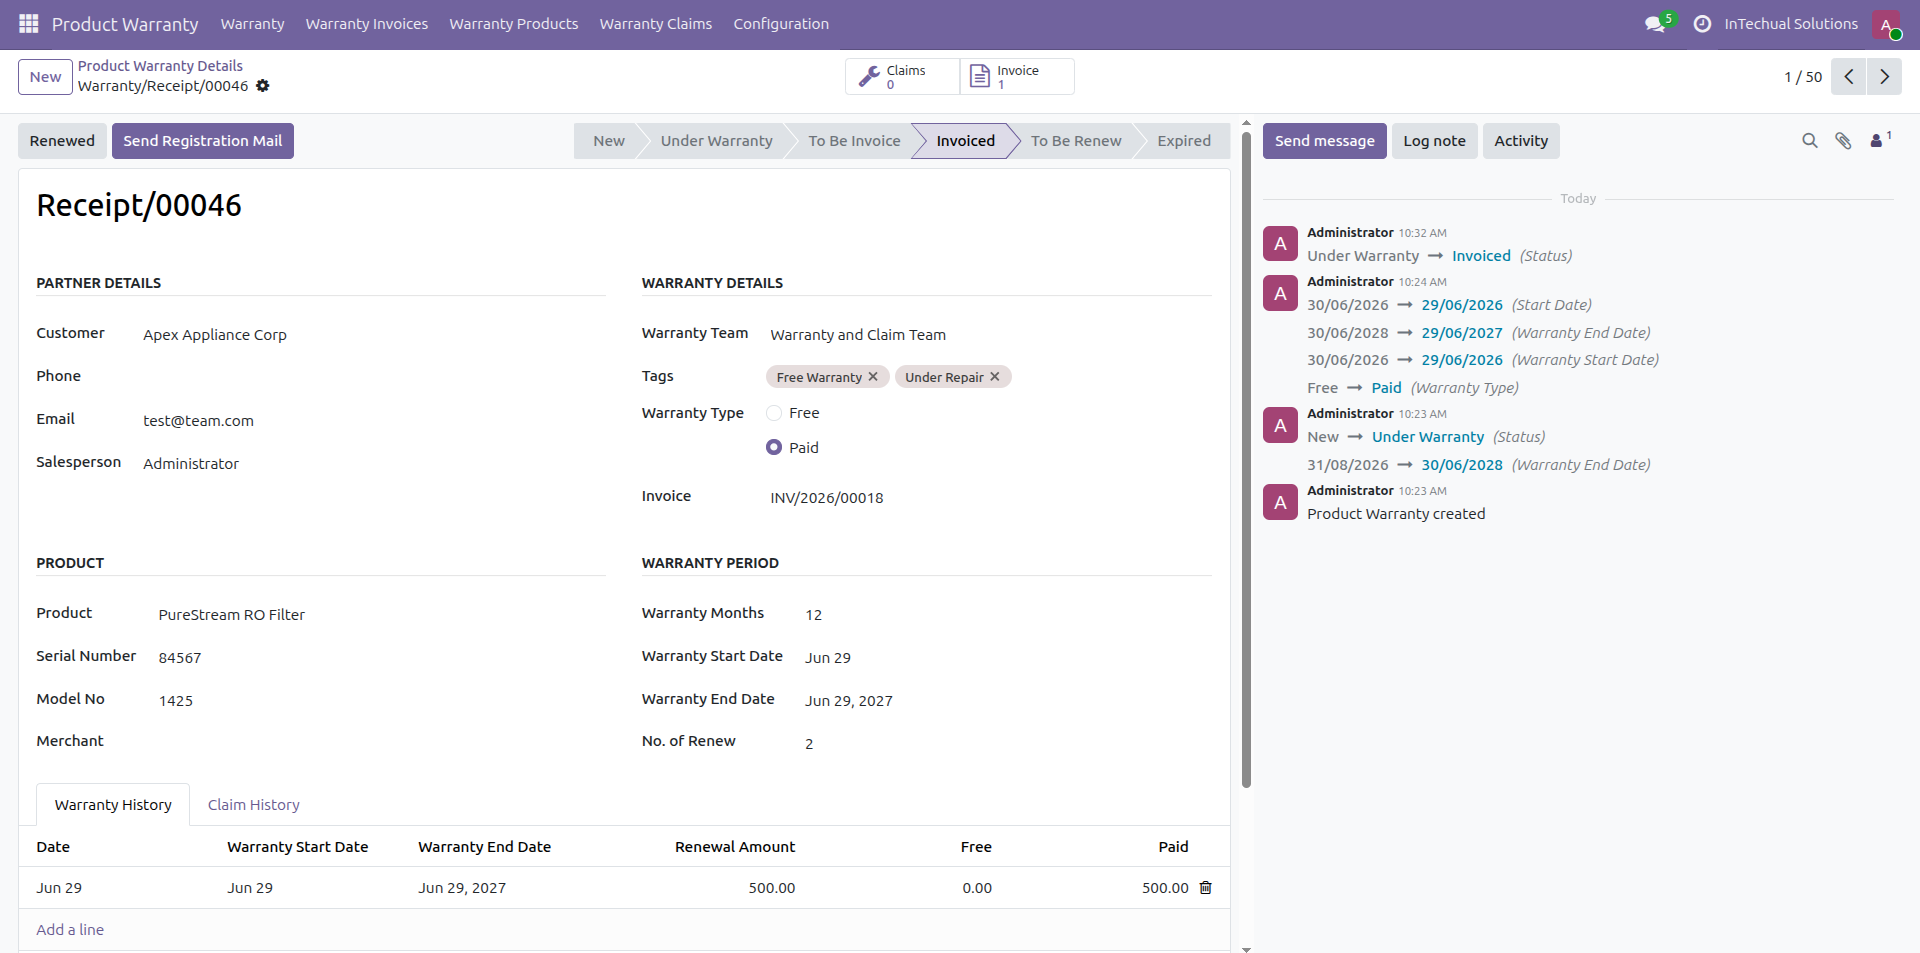 Product Warranty Warranty Warranty Invoices Warranty Products Warranty Claims Configuration 5 InTechual Solutions A
New Product Warranty Details
Warranty/Receipt/00046
Claims 0
Invoice 1
1 / 50
Renewed Send Registration Mail
New Under Warranty To Be Invoice Invoiced To Be Renew Expired
Receipt/00046
PARTNER DETAILS
Customer Apex Appliance Corp
Phone
Email test@team.com
Salesperson Administrator
WARRANTY DETAILS
Warranty Team Warranty and Claim Team
Tags Free Warranty Under Repair
Warranty Type Free
Paid
Invoice INV/2026/00018
PRODUCT
Product PureStream RO Filter
Serial Number 84567
Model No 1425
Merchant
WARRANTY PERIOD
Warranty Months 12
Warranty Start Date Jun 29
Warranty End Date Jun 29, 2027
No. of Renew 2
Warranty History Claim History
Date Warranty Start Date Warranty End Date Renewal Amount Free Paid
Jun 29 Jun 29 Jun 29, 2027 500.00 0.00 500.00
Add a line
Send message Log note Activity 1
Today
A Administrator 10:32 AM
Under Warranty → Invoiced (Status)
A Administrator 10:24 AM
30/06/2026 → 29/06/2026 (Start Date)
30/06/2028 → 29/06/2027 (Warranty End Date)
30/06/2026 → 29/06/2026 (Warranty Start Date)
Free → Paid (Warranty Type)
A Administrator 10:23 AM
New → Under Warranty (Status)
31/08/2026 → 30/06/2028 (Warranty End Date)
A Administrator 10:23 AM
Product Warranty created